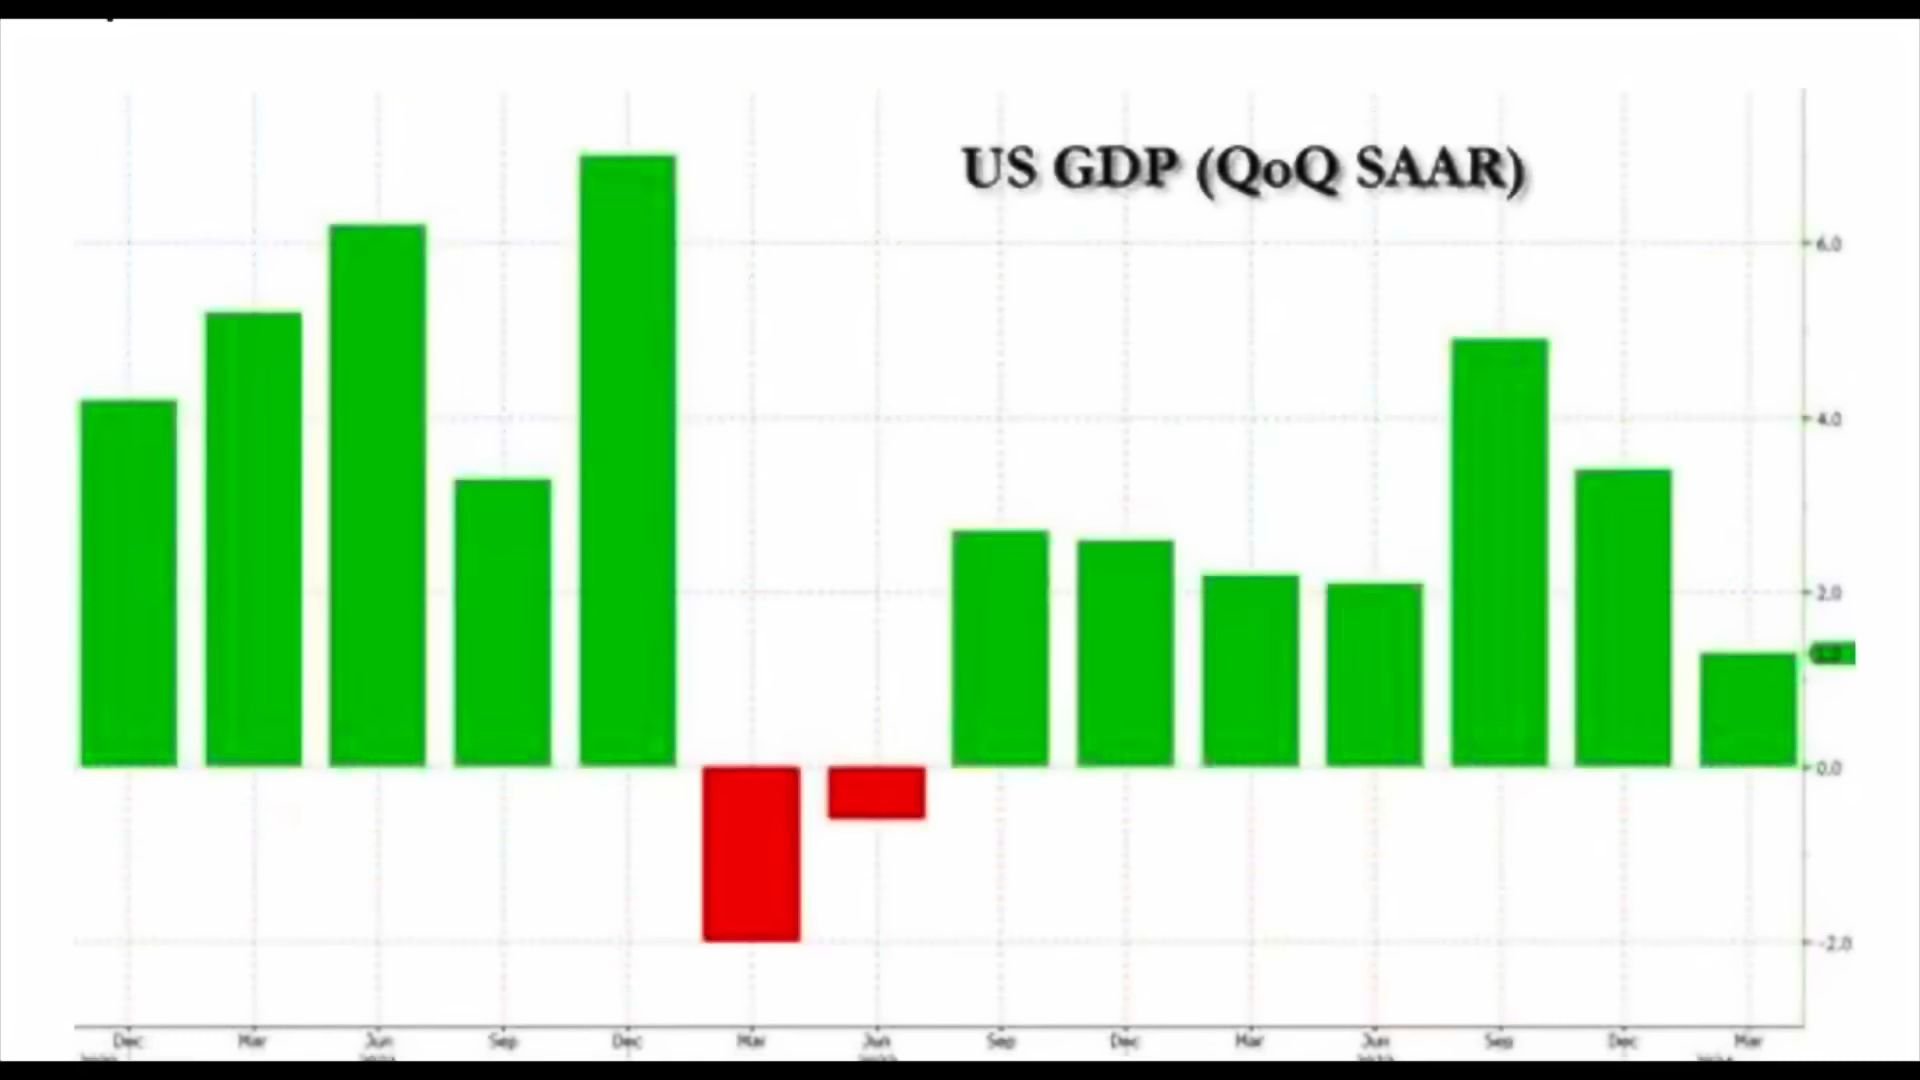 US GDP (QoQ SAAR)
6.0
4.0
2.0
0.0
-2.0
Dec Mar Jun Sep Dec Mar Jun Sep Dec Mar Jun Sep Dec Mar